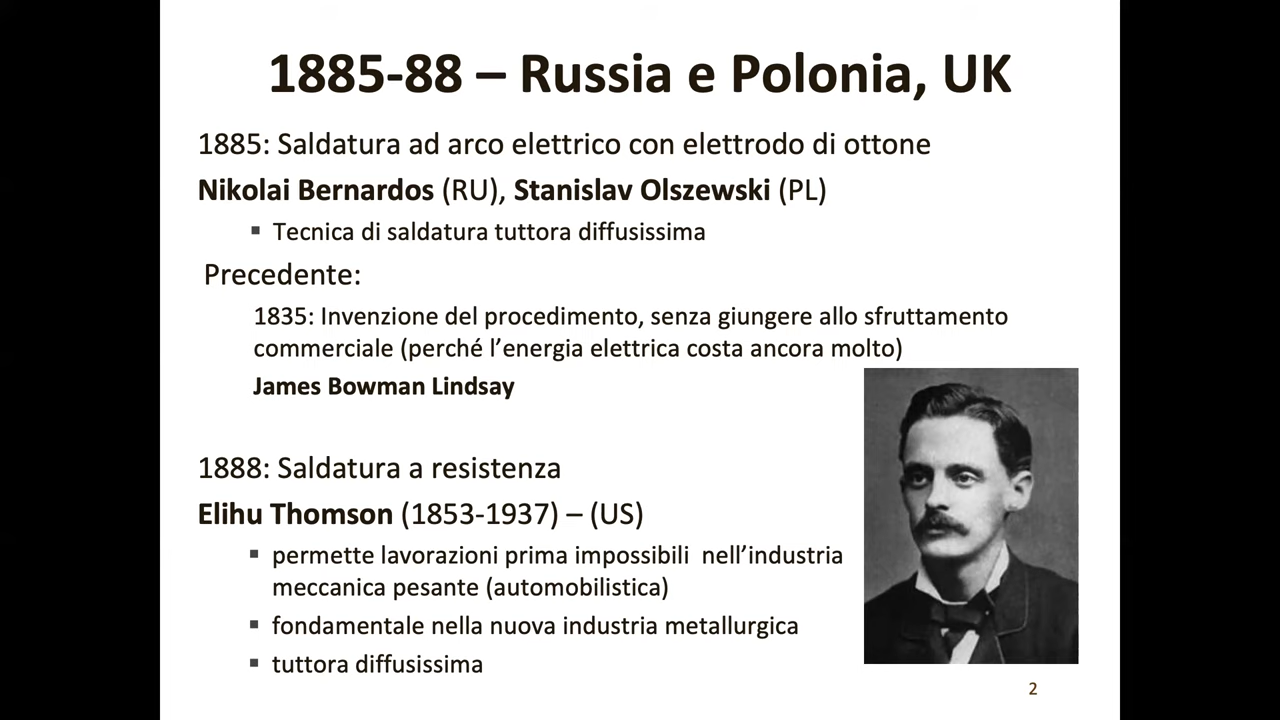 1885-88 – Russia e Polonia, UK
1885: Saldatura ad arco elettrico con elettrodo di ottone
Nikolai Bernardos (RU), Stanislav Olszewski (PL)
▪ Tecnica di saldatura tuttora diffusissima
Precedente:
1835: Invenzione del procedimento, senza giungere allo sfruttamento
commerciale (perché l’energia elettrica costa ancora molto)
James Bowman Lindsay
1888: Saldatura a resistenza
Elihu Thomson (1853-1937) – (US)
▪ permette lavorazioni prima impossibili nell’industria
meccanica pesante (automobilistica)
▪ fondamentale nella nuova industria metallurgica
▪ tuttora diffusissima
2